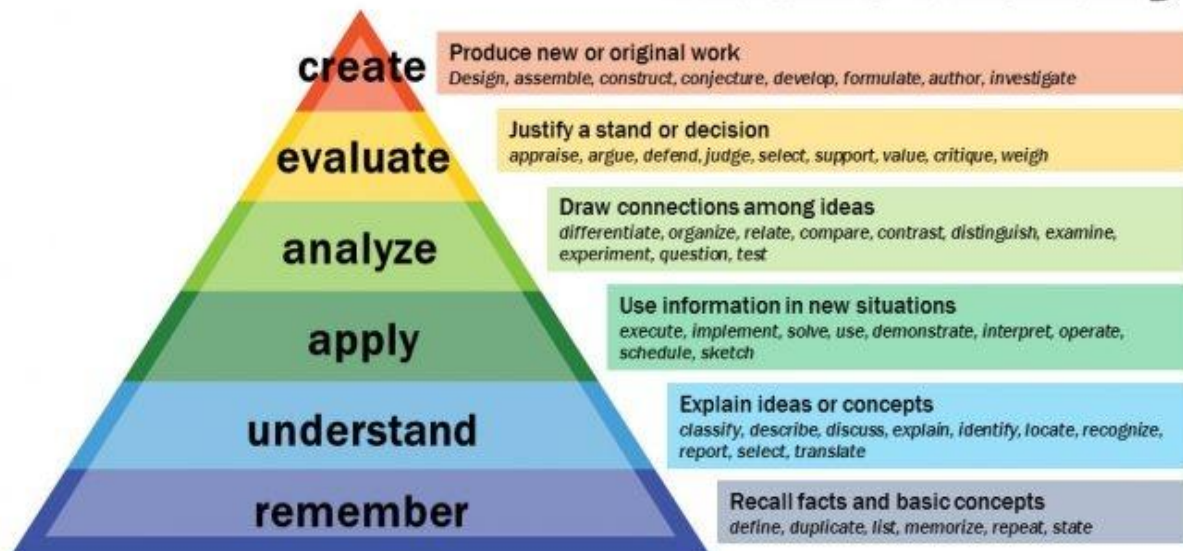 create
Produce new or original work
Design, assemble, construct, conjecture, develop, formulate, author, investigate
evaluate
Justify a stand or decision
appraise, argue, defend, judge, select, support, value, critique, weigh
analyze
Draw connections among ideas
differentiate, organize, relate, compare, contrast, distinguish, examine,
experiment, question, test
apply
Use information in new situations
execute, implement, solve, use, demonstrate, interpret, operate,
schedule, sketch
understand
Explain ideas or concepts
classify, describe, discuss, explain, identify, locate, recognize,
report, select, translate
remember
Recall facts and basic concepts
define, duplicate, list, memorize, repeat, state